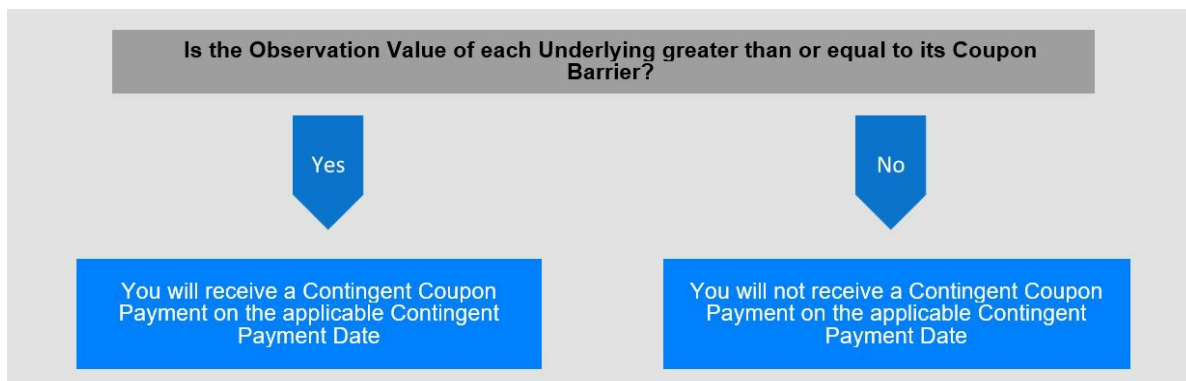 Is the Observation Value of each Underlying greater than or equal to its Coupon
Barrier?
Yes
No
You will receive a Contingent Coupon
Payment on the applicable Contingent
Payment Date
You will not receive a Contingent Coupon
Payment on the applicable Contingent
Payment Date